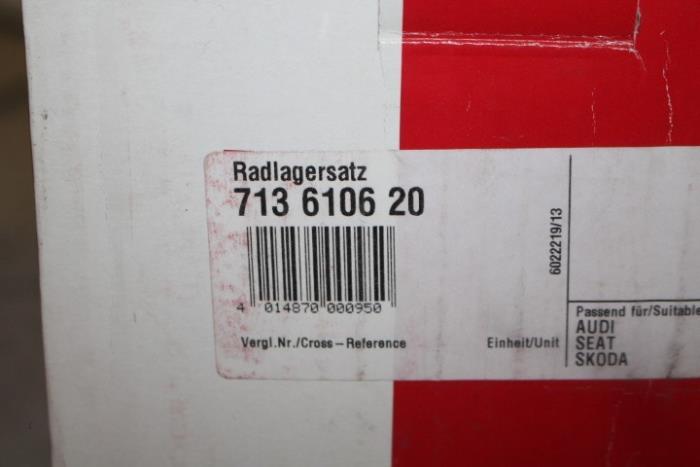 Radlagersatz
713 6106 20
4 014870 000950
Vergl.Nr./Cross-Reference
Einheit/Unit
6022219/13
Passend für/Suitable
AUDI
SEAT
SKODA